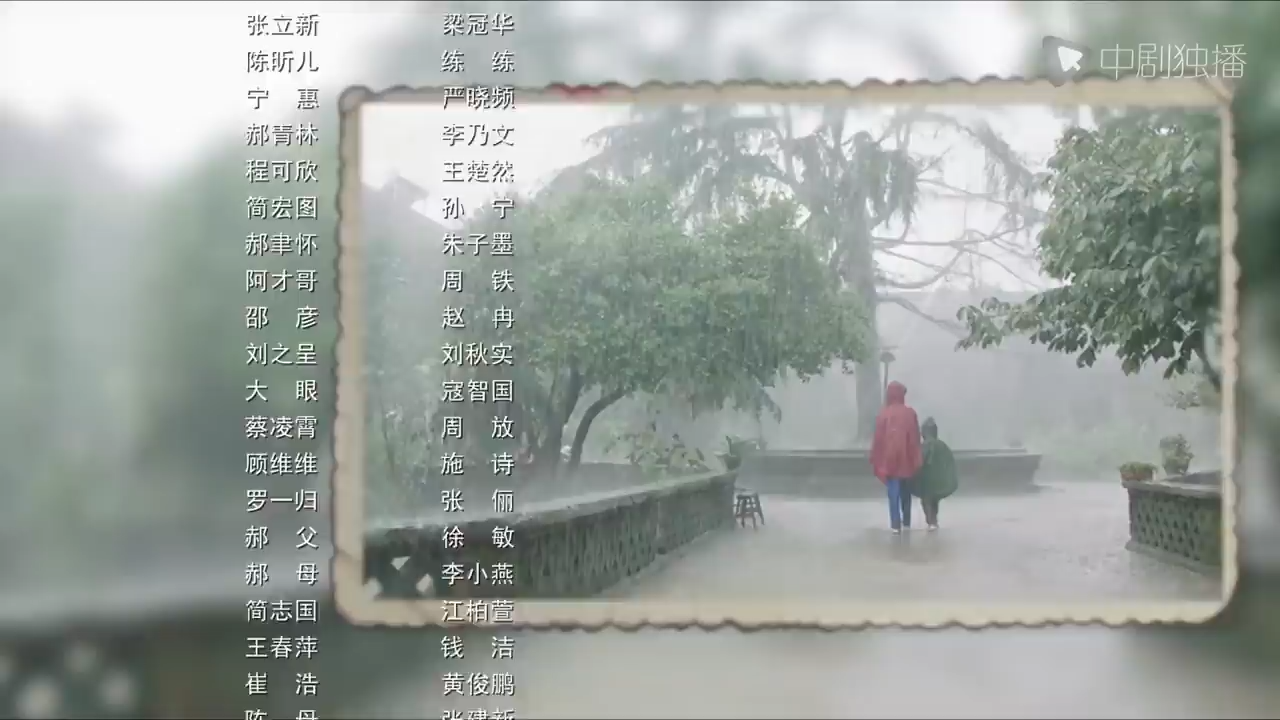 张立新 梁冠华
中剧独播
陈昕儿 练 练
宁 惠 严晓频
郝青林 李乃文
程可欣 王楚然
简宏图 孙 宁
郝聿怀 朱子墨
阿才哥 周 铁
邵 彦 赵 冉
刘之呈 刘秋实
大 眼 寇智国
蔡凌霄 周 放
顾维维 施 诗
罗一归 张 俪
郝 父 徐 敏
郝 母 李小燕
简志国 江柏萱
王春萍 钱 洁
崔 浩 黄俊鹏
陈 母 张建新